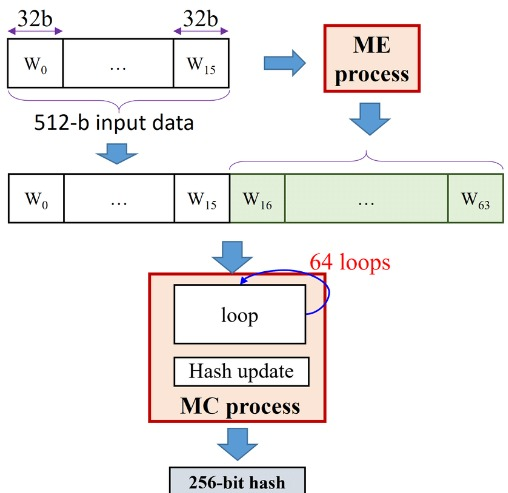 32b 32b
W0 … W15
ME
process
512-b input data
W0 … W15 W16 … W63
64 loops
loop
Hash update
MC process
256-bit hash